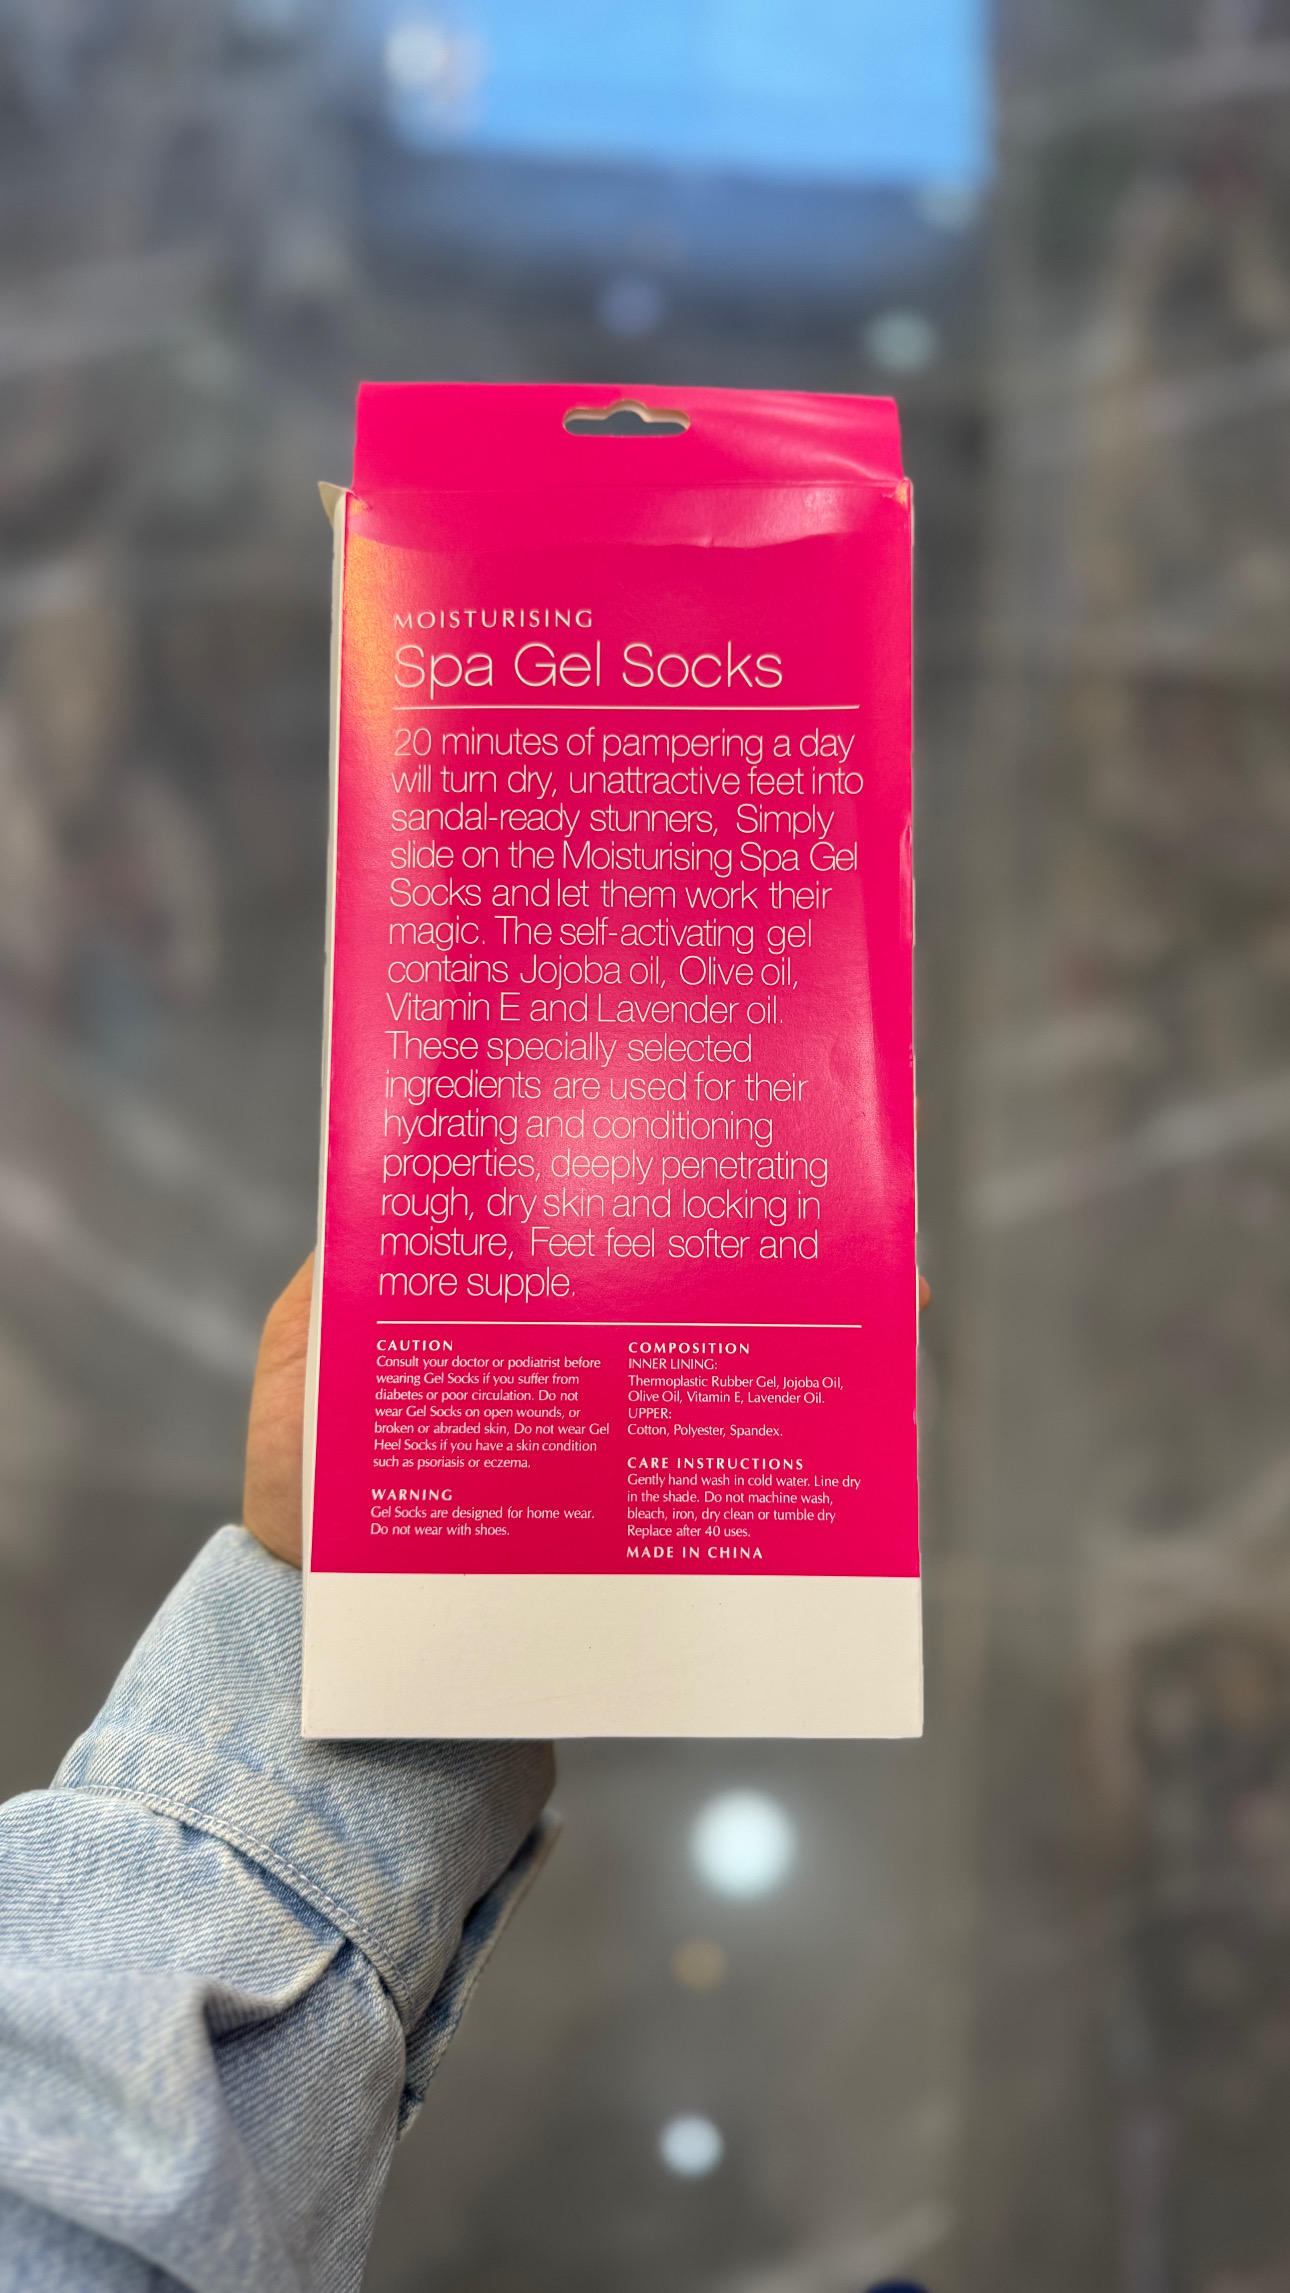 MOISTURISING
Spa Gel Socks
20 minutes of pampering a day
will turn dry, unattractive feet into
sandal-ready stunners, Simply
slide on the Moisturising Spa Gel
Socks and let them work their
magic. The self-activating gel
contains Jojoba oil, Olive oil,
Vitamin E and Lavender oil.
These specially selected
ingredients are used for their
hydrating and conditioning
properties, deeply penetrating
rough, dry skin and locking in
moisture, Feet feel softer and
more supple.
CAUTION
Consult your doctor or podiatrist before
wearing Gel Socks if you suffer from
diabetes or poor circulation. Do not
wear Gel Socks on open wounds, or
broken or abraded skin, Do not wear Gel
Heel Socks if you have a skin condition
such as psoriasis or eczema.
WARNING
Gel Socks are designed for home wear.
Do not wear with shoes.
COMPOSITION
INNER LINING:
Thermoplastic Rubber Gel, Jojoba Oil,
Olive Oil, Vitamin E, Lavender Oil.
UPPER:
Cotton, Polyester, Spandex.
CARE INSTRUCTIONS
Gently hand wash in cold water. Line dry
in the shade. Do not machine wash,
bleach, iron, dry clean or tumble dry
Replace after 40 uses.
MADE IN CHINA